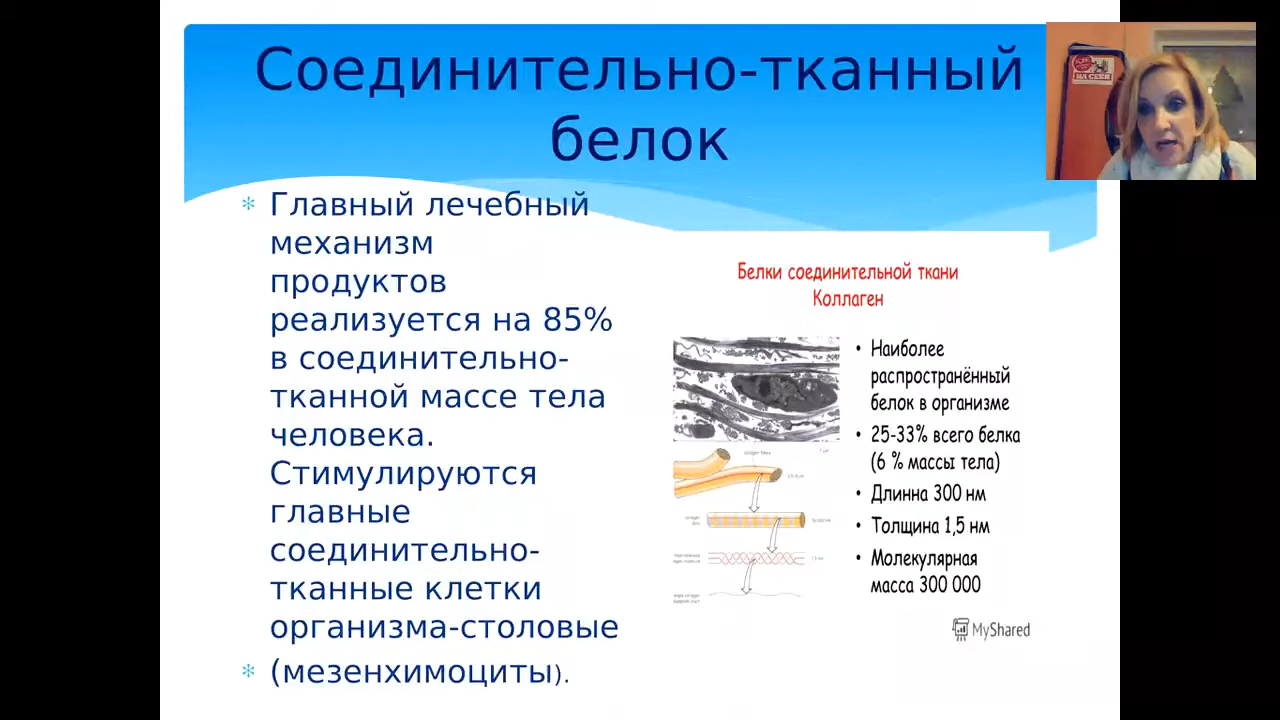 Соединительно-тканный
белок
Главный лечебный
механизм
продуктов
реализуется на 85%
в соединительно-
тканной массе тела
человека.
Стимулируются
главные
соединительно-
тканные клетки
организма-столовые
(мезенхимоциты).
Белки соединительной ткани
Коллаген
• Наиболее
распространённый
белок в организме
• 25-33% всего белка
(6 % массы тела)
• Длинна 300 нм
• Толщина 1,5 нм
• Молекулярная
масса 300 000
MyShared
НА СЕБЯ